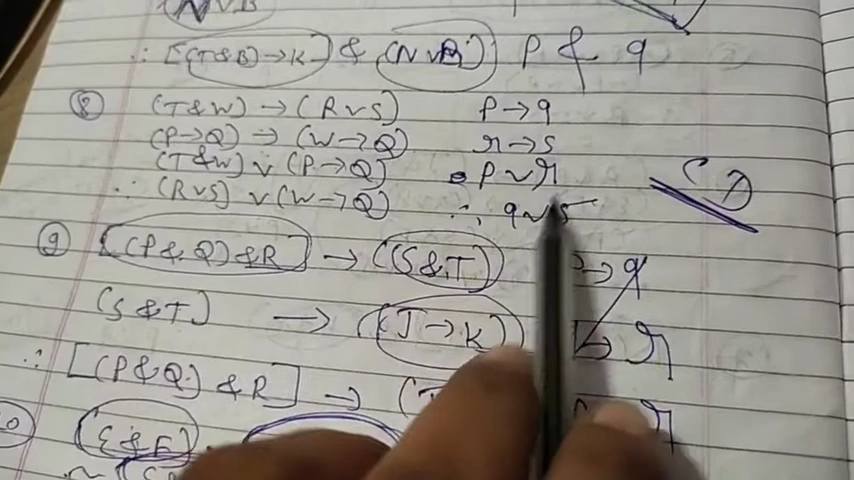 N V B
∴ [(T & B) → K] & (N v B) P & q
⑧ (T & W) → (R v S) P → q
(P → Q) → (W → Q) r → s
(T & W) v (P → Q) P v r
∴ (R v S) v (W → Q) ∴ q v s
⑨ [(P & Q) & R] → (S & T) → q
(S & T) → (J → K) → r
∴ [(P & Q) & R] → r
(E & F)
~